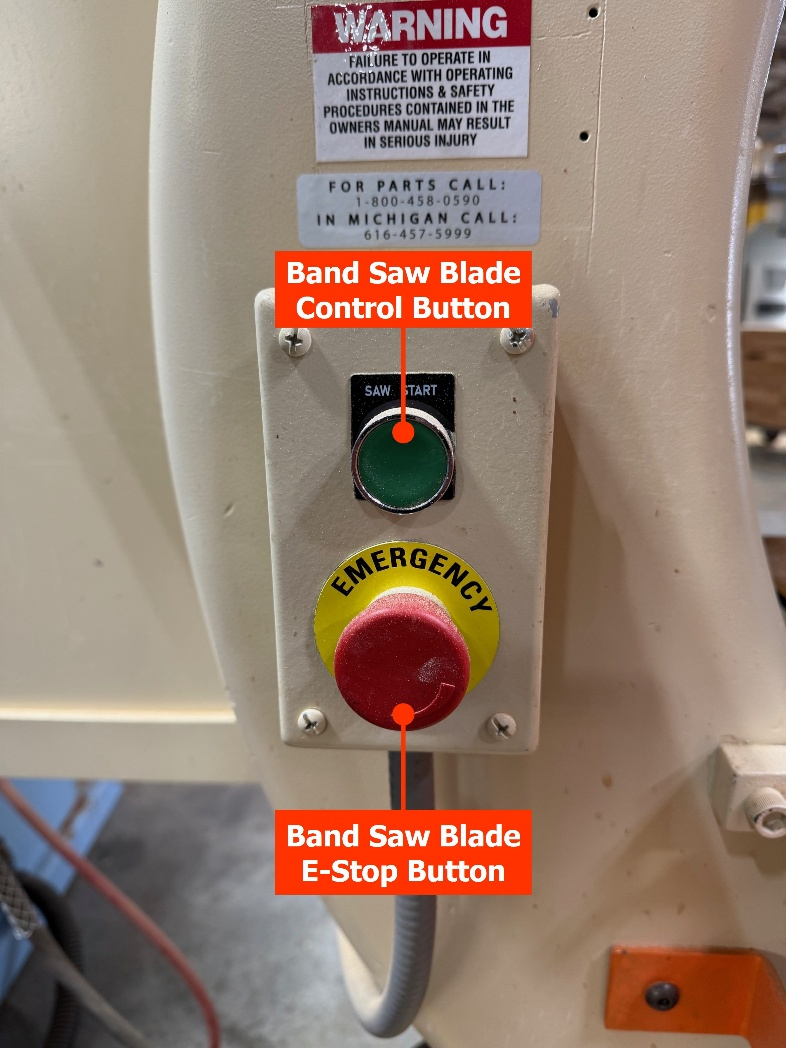 WARNING
FAILURE TO OPERATE IN
ACCORDANCE WITH OPERATING
INSTRUCTIONS & SAFETY
PROCEDURES CONTAINED IN THE
OWNERS MANUAL MAY RESULT
IN SERIOUS INJURY
FOR PARTS CALL:
1-800-458-0590
IN MICHIGAN CALL:
616-457-5999
Band Saw Blade
Control Button
SAW START
EMERGENCY
Band Saw Blade
E-Stop Button